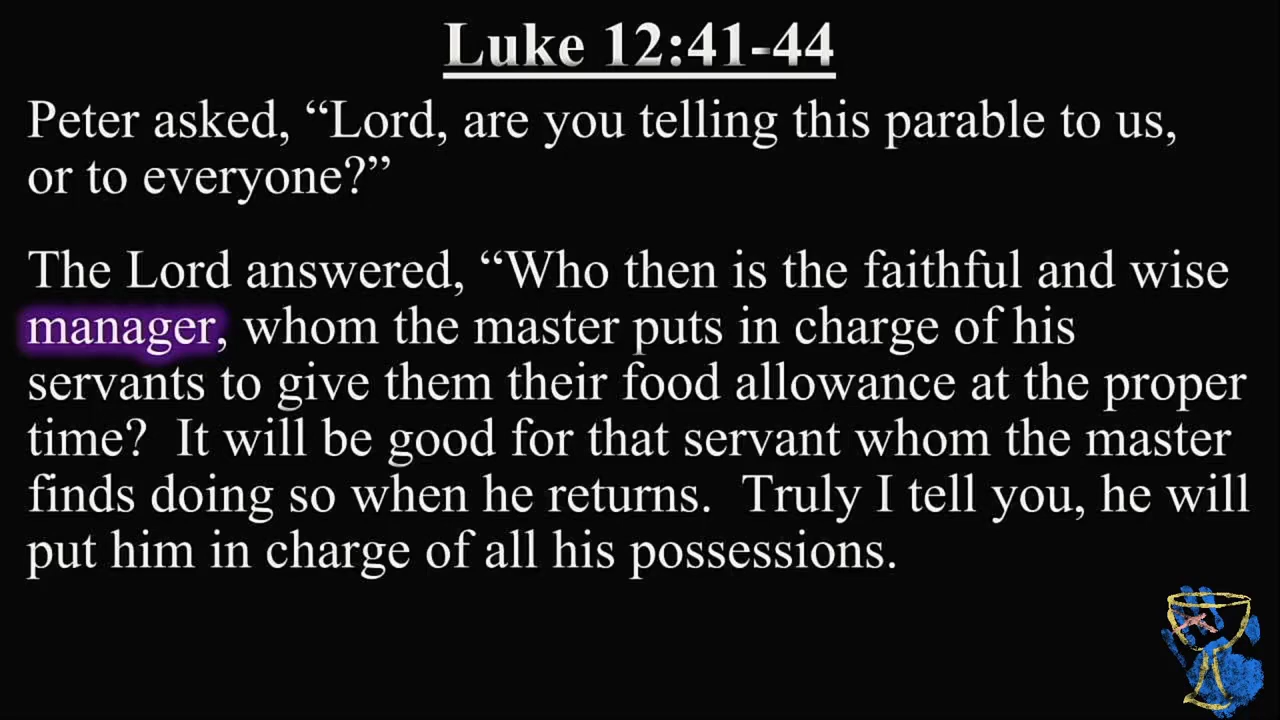 Luke 12:41-44
Peter asked, “Lord, are you telling this parable to us,
or to everyone?”
The Lord answered, “Who then is the faithful and wise
manager, whom the master puts in charge of his
servants to give them their food allowance at the proper
time?  It will be good for that servant whom the master
finds doing so when he returns.  Truly I tell you, he will
put him in charge of all his possessions.